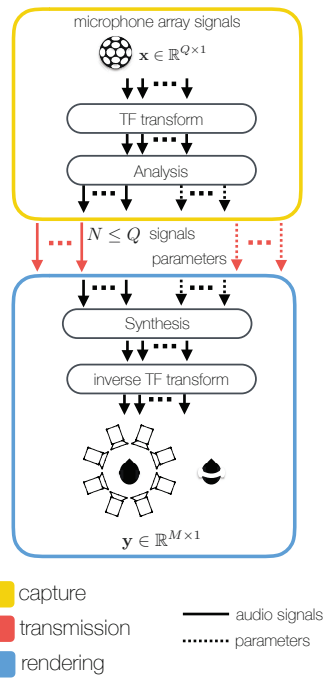 microphone array signals
𝐱 ∈ ℝ^{Q×1}
TF transform
Analysis
N ≤ Q signals
parameters
Synthesis
inverse TF transform
𝐲 ∈ ℝ^{M×1}
capture
transmission
rendering
audio signals
parameters